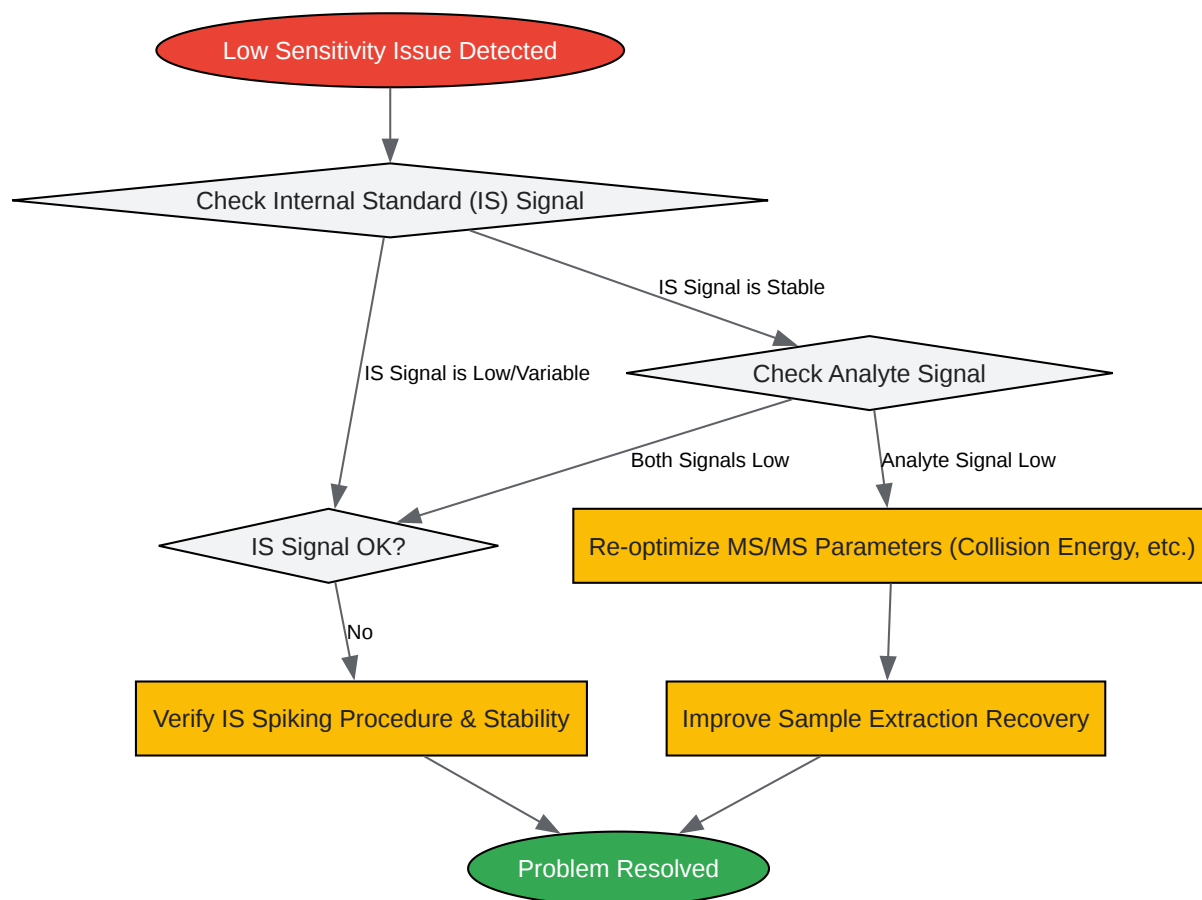 Low Sensitivity Issue Detected
Check Internal Standard (IS) Signal
IS Signal is Stable
IS Signal is Low/Variable
Check Analyte Signal
Both Signals Low
Analyte Signal Low
IS Signal OK?
Re-optimize MS/MS Parameters (Collision Energy, etc.)
No
Verify IS Spiking Procedure & Stability
Improve Sample Extraction Recovery
Problem Resolved